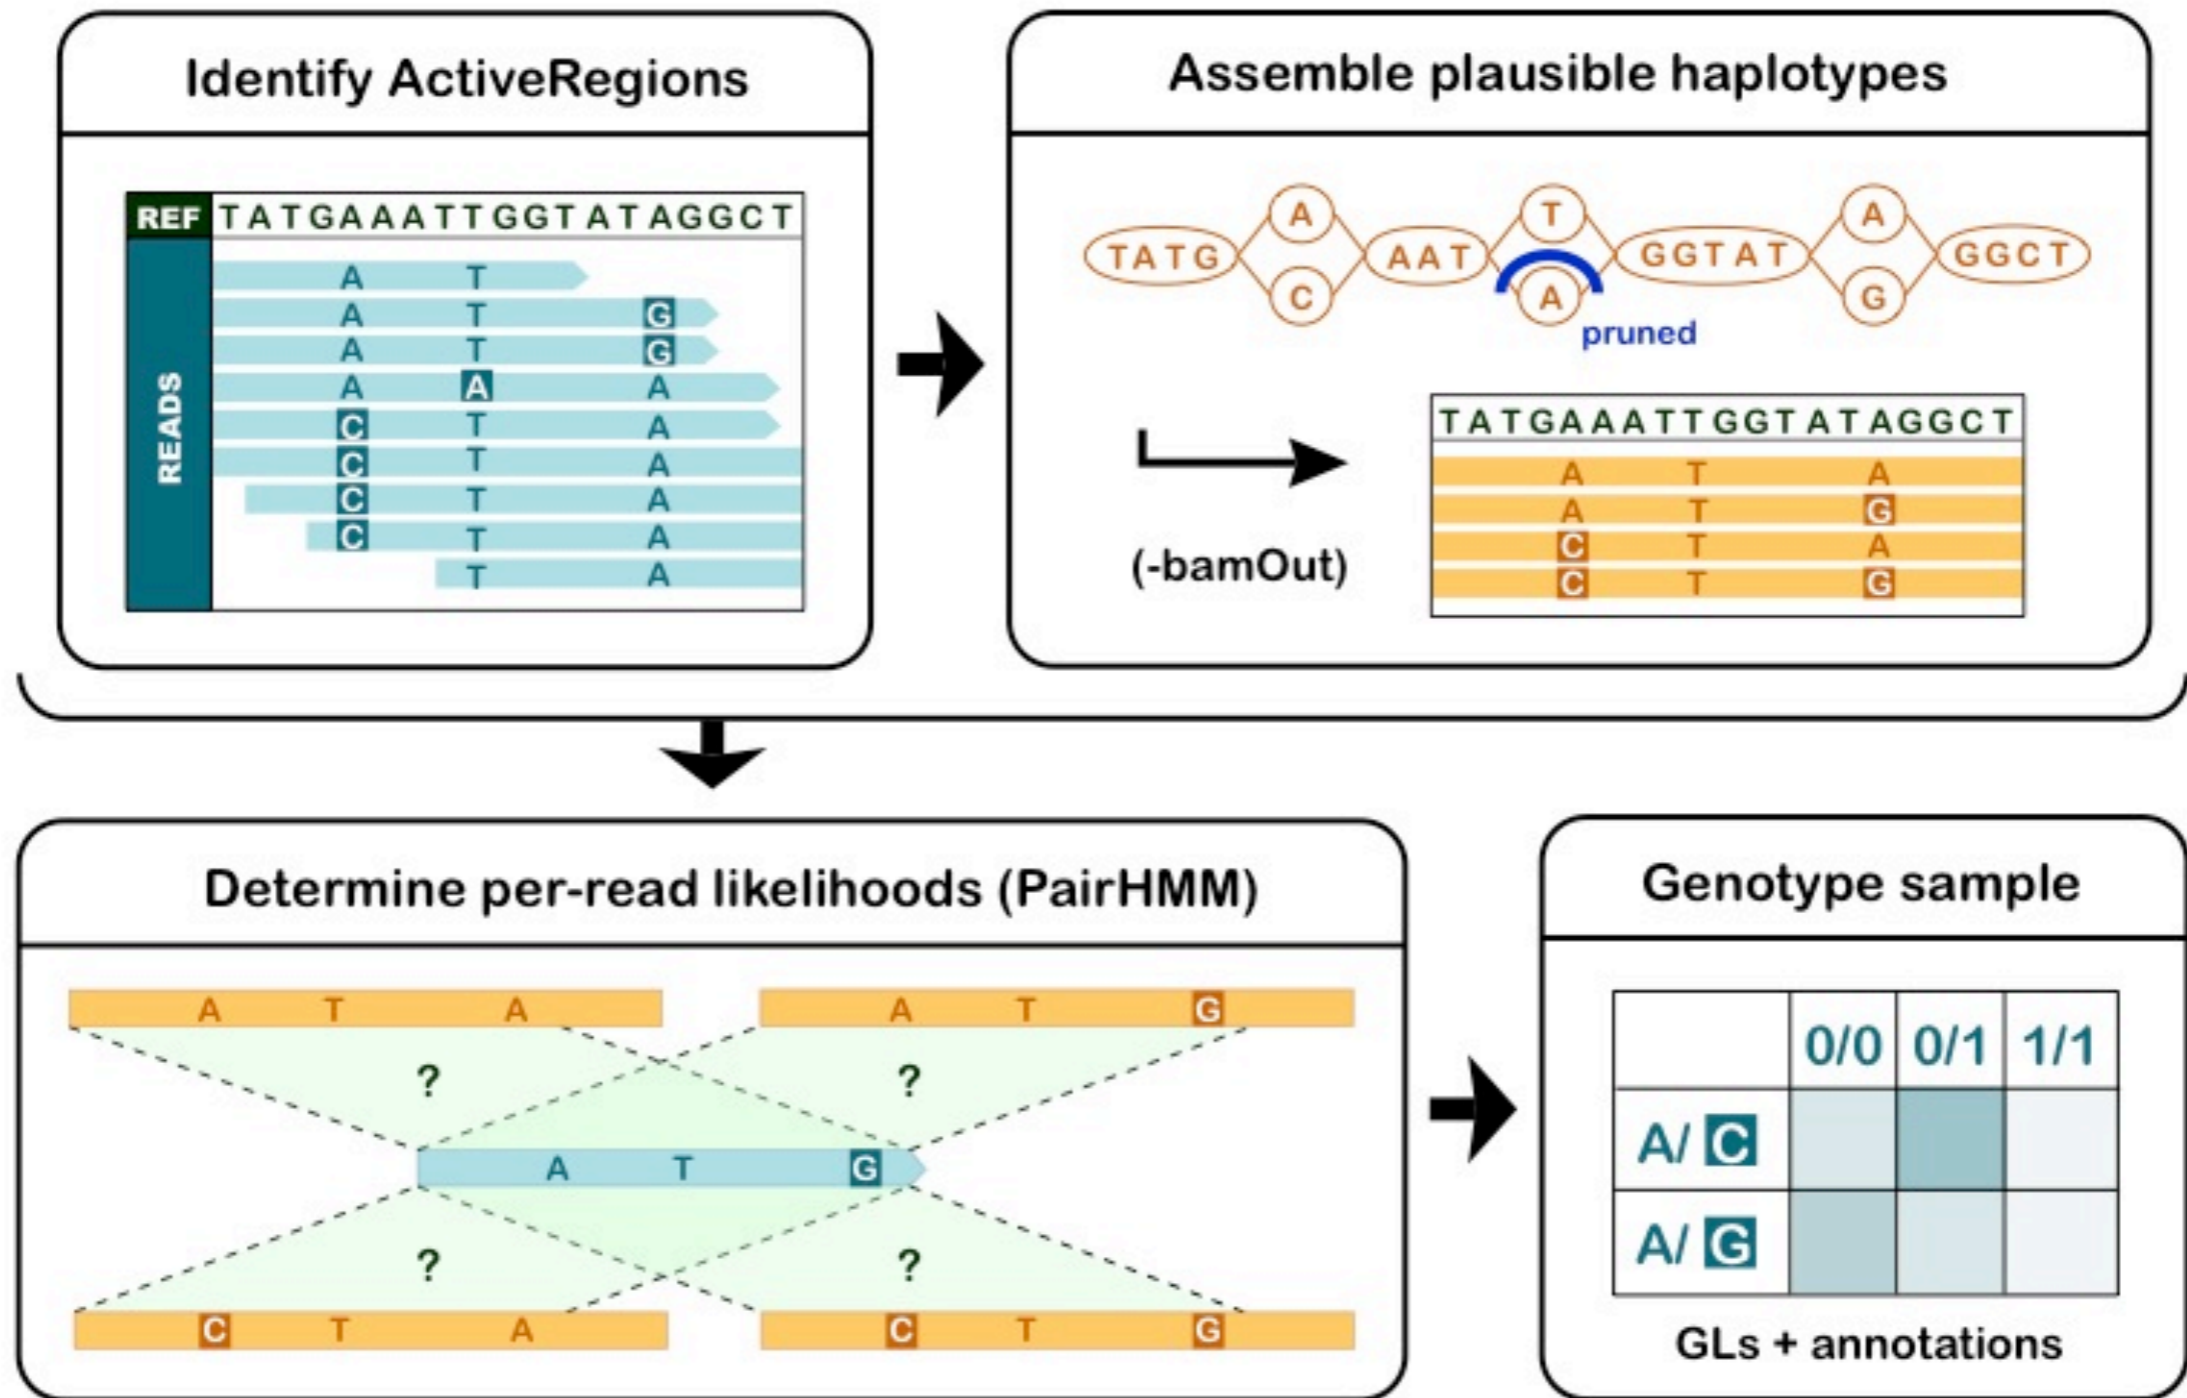 Identify ActiveRegions
REF TATGAAATTGGTATAGGCT
READS
A T
A T G
A T G
A A A
C T A
C T A
C T A
C T A
T A
Assemble plausible haplotypes
A T A
TATG AAT GGTAT GGCT
C A G
pruned
TATGAAATTGGTATAGGCT
A T A
A T G
C T A
C T G
(-bamOut)
Determine per-read likelihoods (PairHMM)
A T A A T G
? ?
A T G
? ?
C T A C T G
Genotype sample
0/0 0/1 1/1
A/ C
A/ G
GLs + annotations